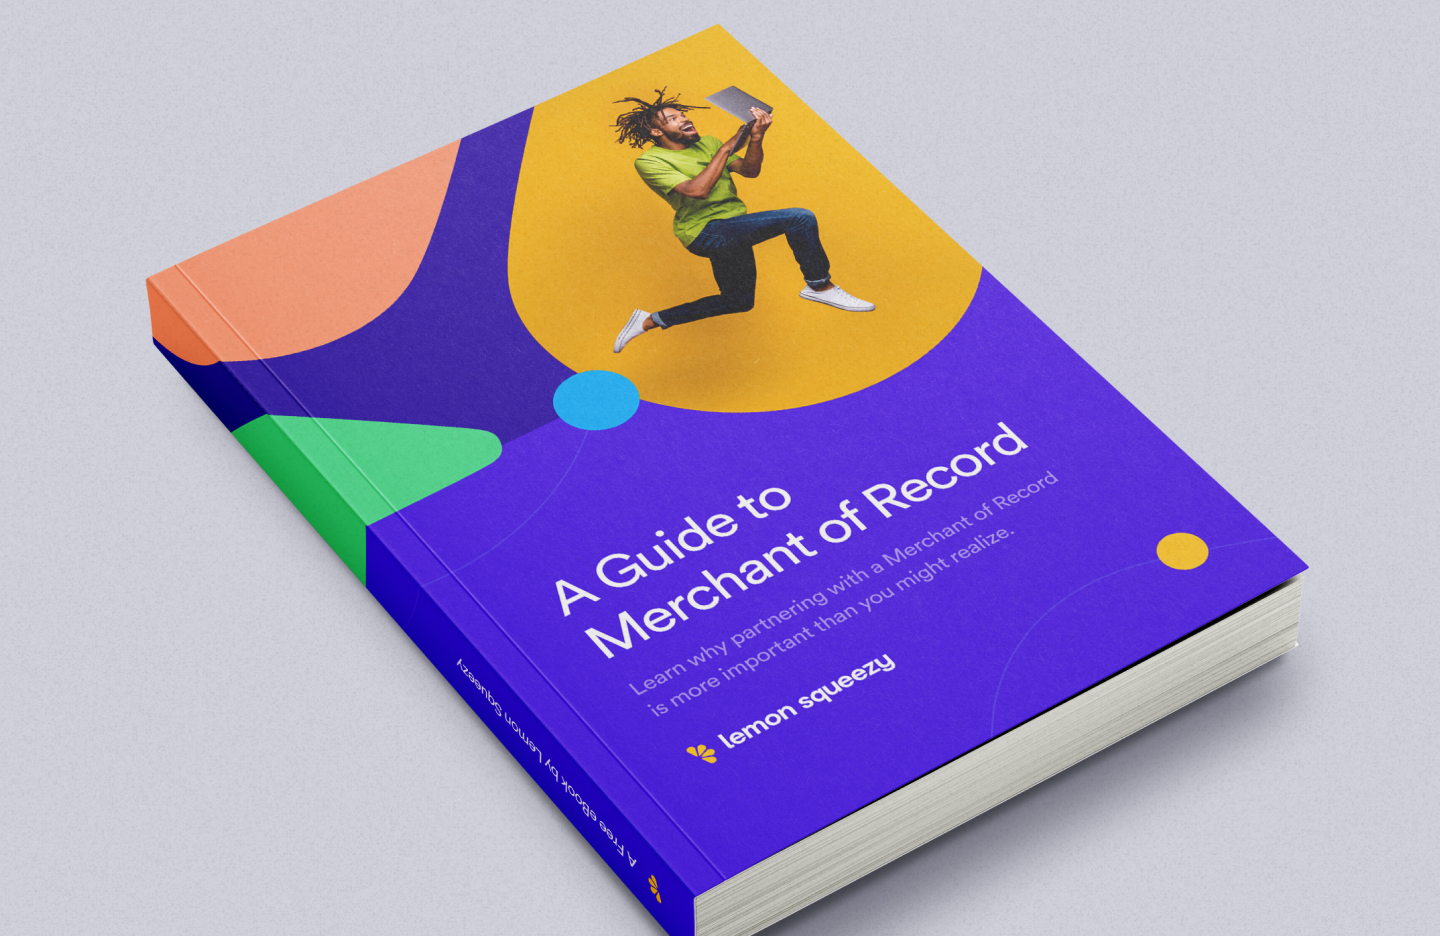 A Guide to
Merchant of Record
Learn why partnering with a Merchant of Record
is more important than you might realize.
lemon squeezy
A Free eBook by Lemon Squeezy